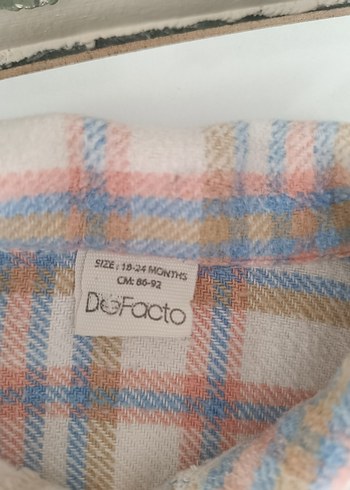 SIZE : 18-24 MONTHS
CM: 86-92
DeFacto